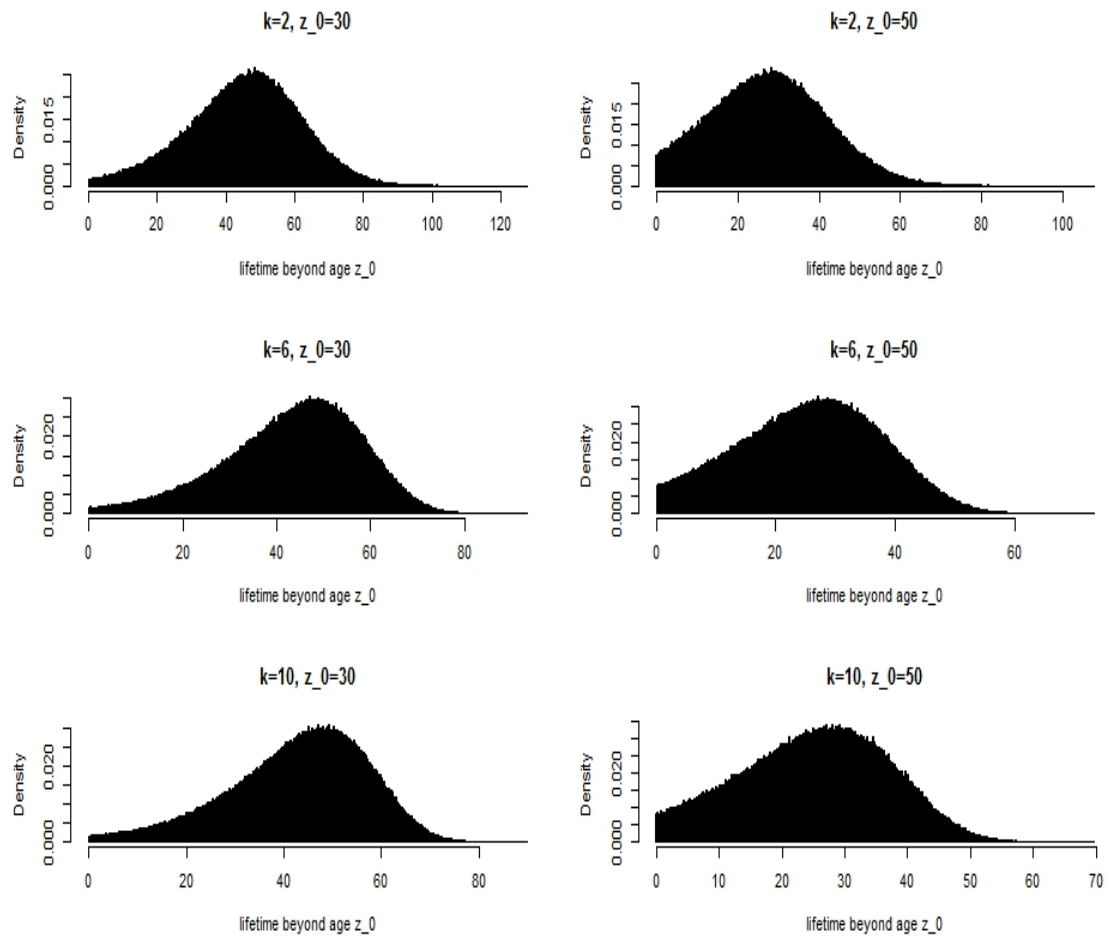 k=2, z_0=30
Density
0.000 0.015
0 20 40 60 80 100 120
lifetime beyond age z_0
k=2, z_0=50
Density
0.000 0.015
0 20 40 60 80 100
lifetime beyond age z_0
k=6, z_0=30
Density
0.000 0.020
0 20 40 60 80
lifetime beyond age z_0
k=6, z_0=50
Density
0.000 0.020
0 20 40 60
lifetime beyond age z_0
k=10, z_0=30
Density
0.000 0.020
0 20 40 60 80
lifetime beyond age z_0
k=10, z_0=50
Density
0.000 0.020
0 10 20 30 40 50 60 70
lifetime beyond age z_0